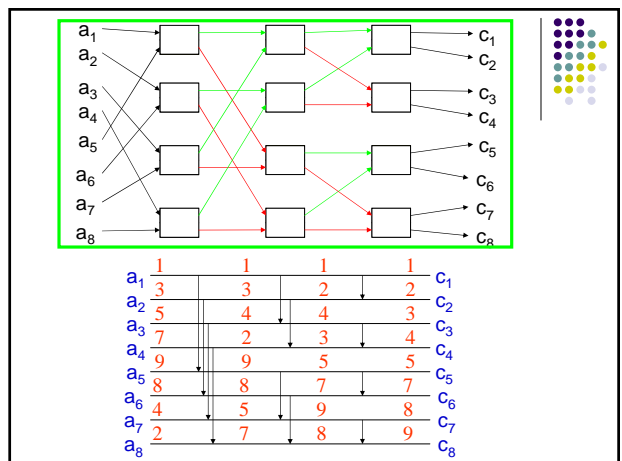 a1 c1
a2 c2
a3 c3
a4 c4
a5 c5
a6 c6
a7 c7
a8 c8
1 1 1 1
a1 c1
3 3 2 2
a2 c2
5 4 4 3
a3 c3
7 2 3 4
a4 c4
9 9 5 5
a5 c5
8 8 7 7
a6 c6
4 5 9 8
a7 c7
2 7 8 9
a8 c8